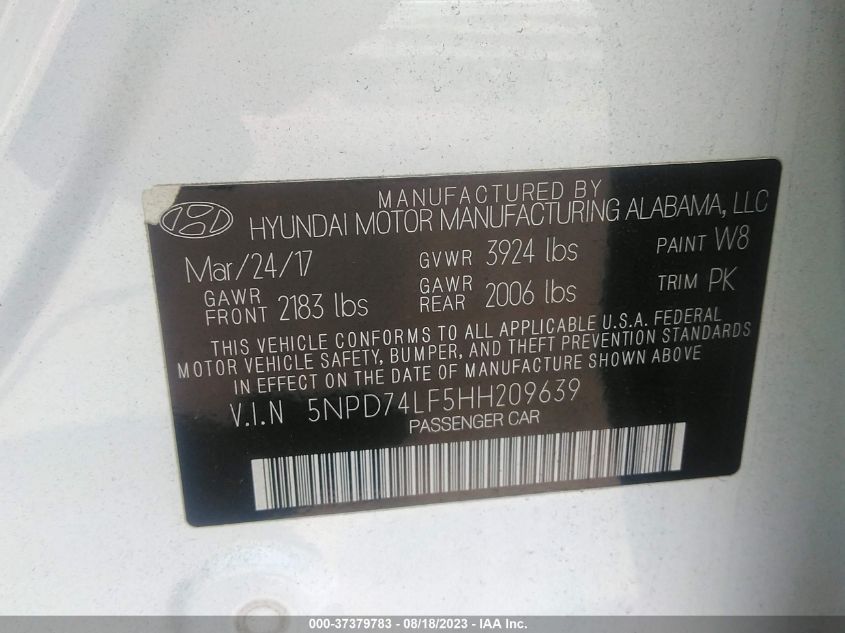 MANUFACTURED BY
HYUNDAI MOTOR MANUFACTURING ALABAMA, LLC
Mar/24/17 GVWR 3924 lbs PAINT W8
GAWR FRONT 2183 lbs GAWR REAR 2006 lbs TRIM PK
THIS VEHICLE CONFORMS TO ALL APPLICABLE U.S.A. FEDERAL
MOTOR VEHICLE SAFETY, BUMPER, AND THEFT PREVENTION STANDARDS
IN EFFECT ON THE DATE OF MANUFACTURE SHOWN ABOVE
V.I.N 5NPD74LF5HH209639
PASSENGER CAR
000-37379783 - 08/18/2023 - IAA Inc.